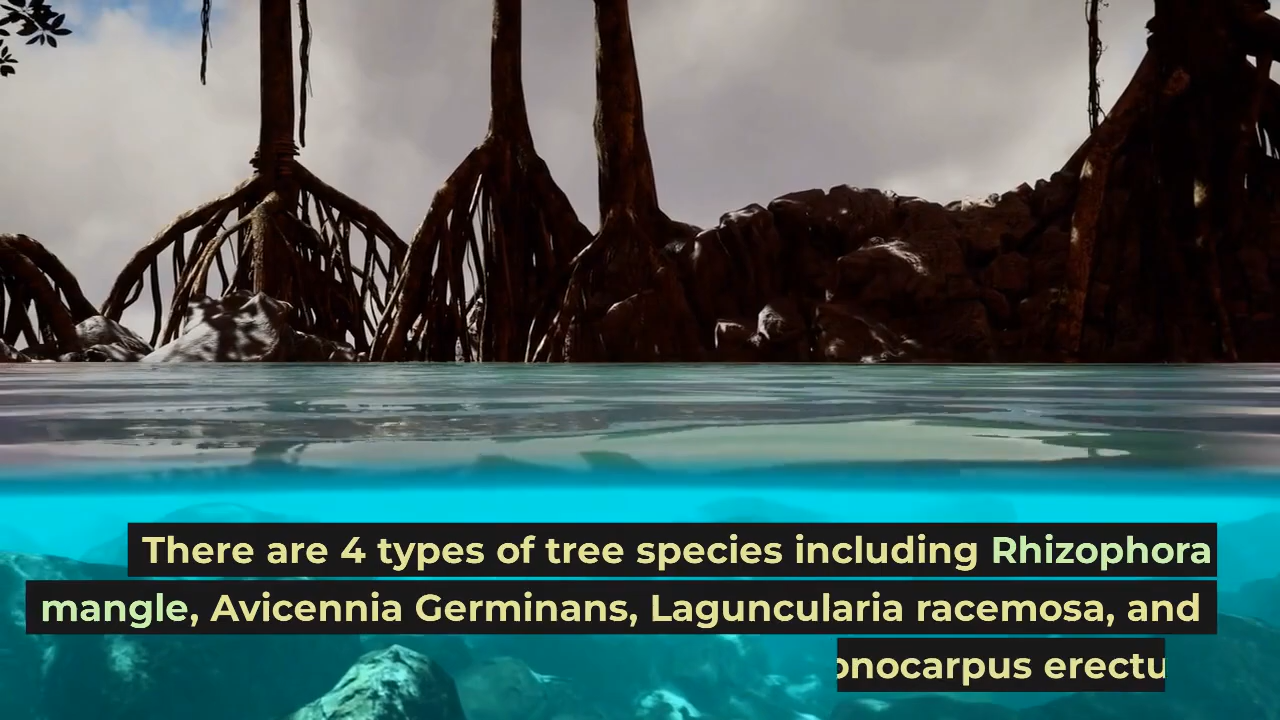 There are 4 types of tree species including Rhizophora
mangle, Avicennia Germinans, Laguncularia racemosa, and
onocarpus erectu